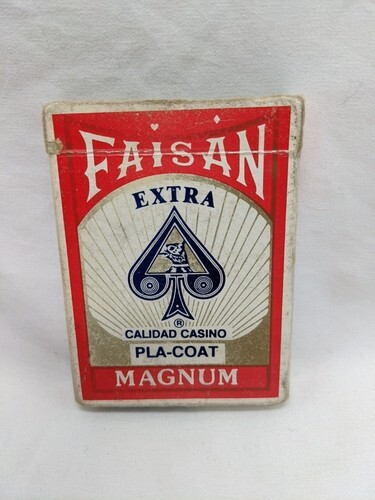 FAISAN
EXTRA
®
CALIDAD CASINO
PLA-COAT
MAGNUM